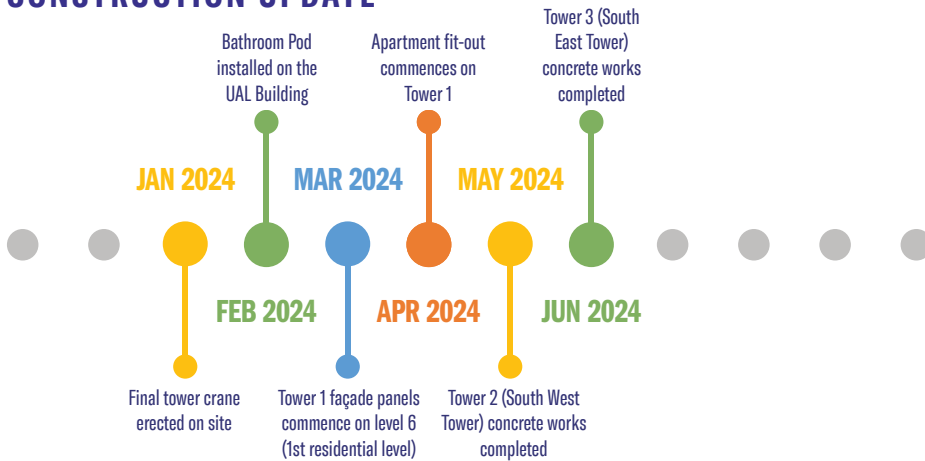 CONSTRUCTION UPDATE
Bathroom Pod
installed on the
UAL Building
Apartment fit-out
commences on
Tower 1
Tower 3 (South
East Tower)
concrete works
completed
JAN 2024
MAR 2024
MAY 2024
FEB 2024
APR 2024
JUN 2024
Final tower crane
erected on site
Tower 1 façade panels
commence on level 6
(1st residential level)
Tower 2 (South West
Tower) concrete works
completed